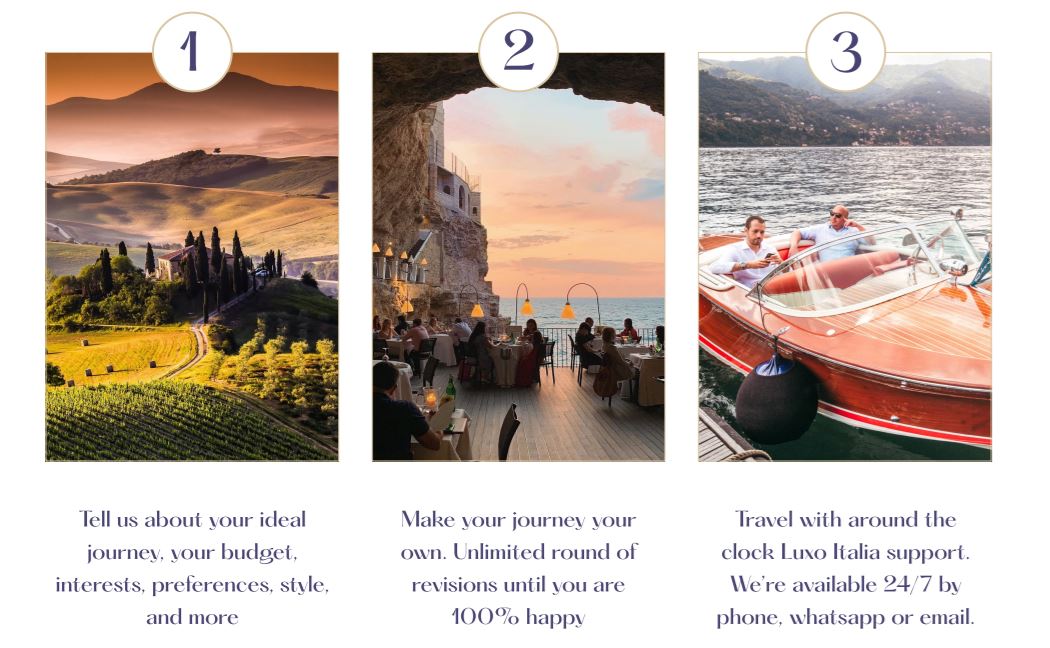 1
2
3
Tell us about your ideal
journey, your budget,
interests, preferences, style,
and more
Make your journey your
own. Unlimited round of
revisions until you are
100% happy
Travel with around the
clock Luxo Italia support.
We're available 24/7 by
phone, whatsapp or email.